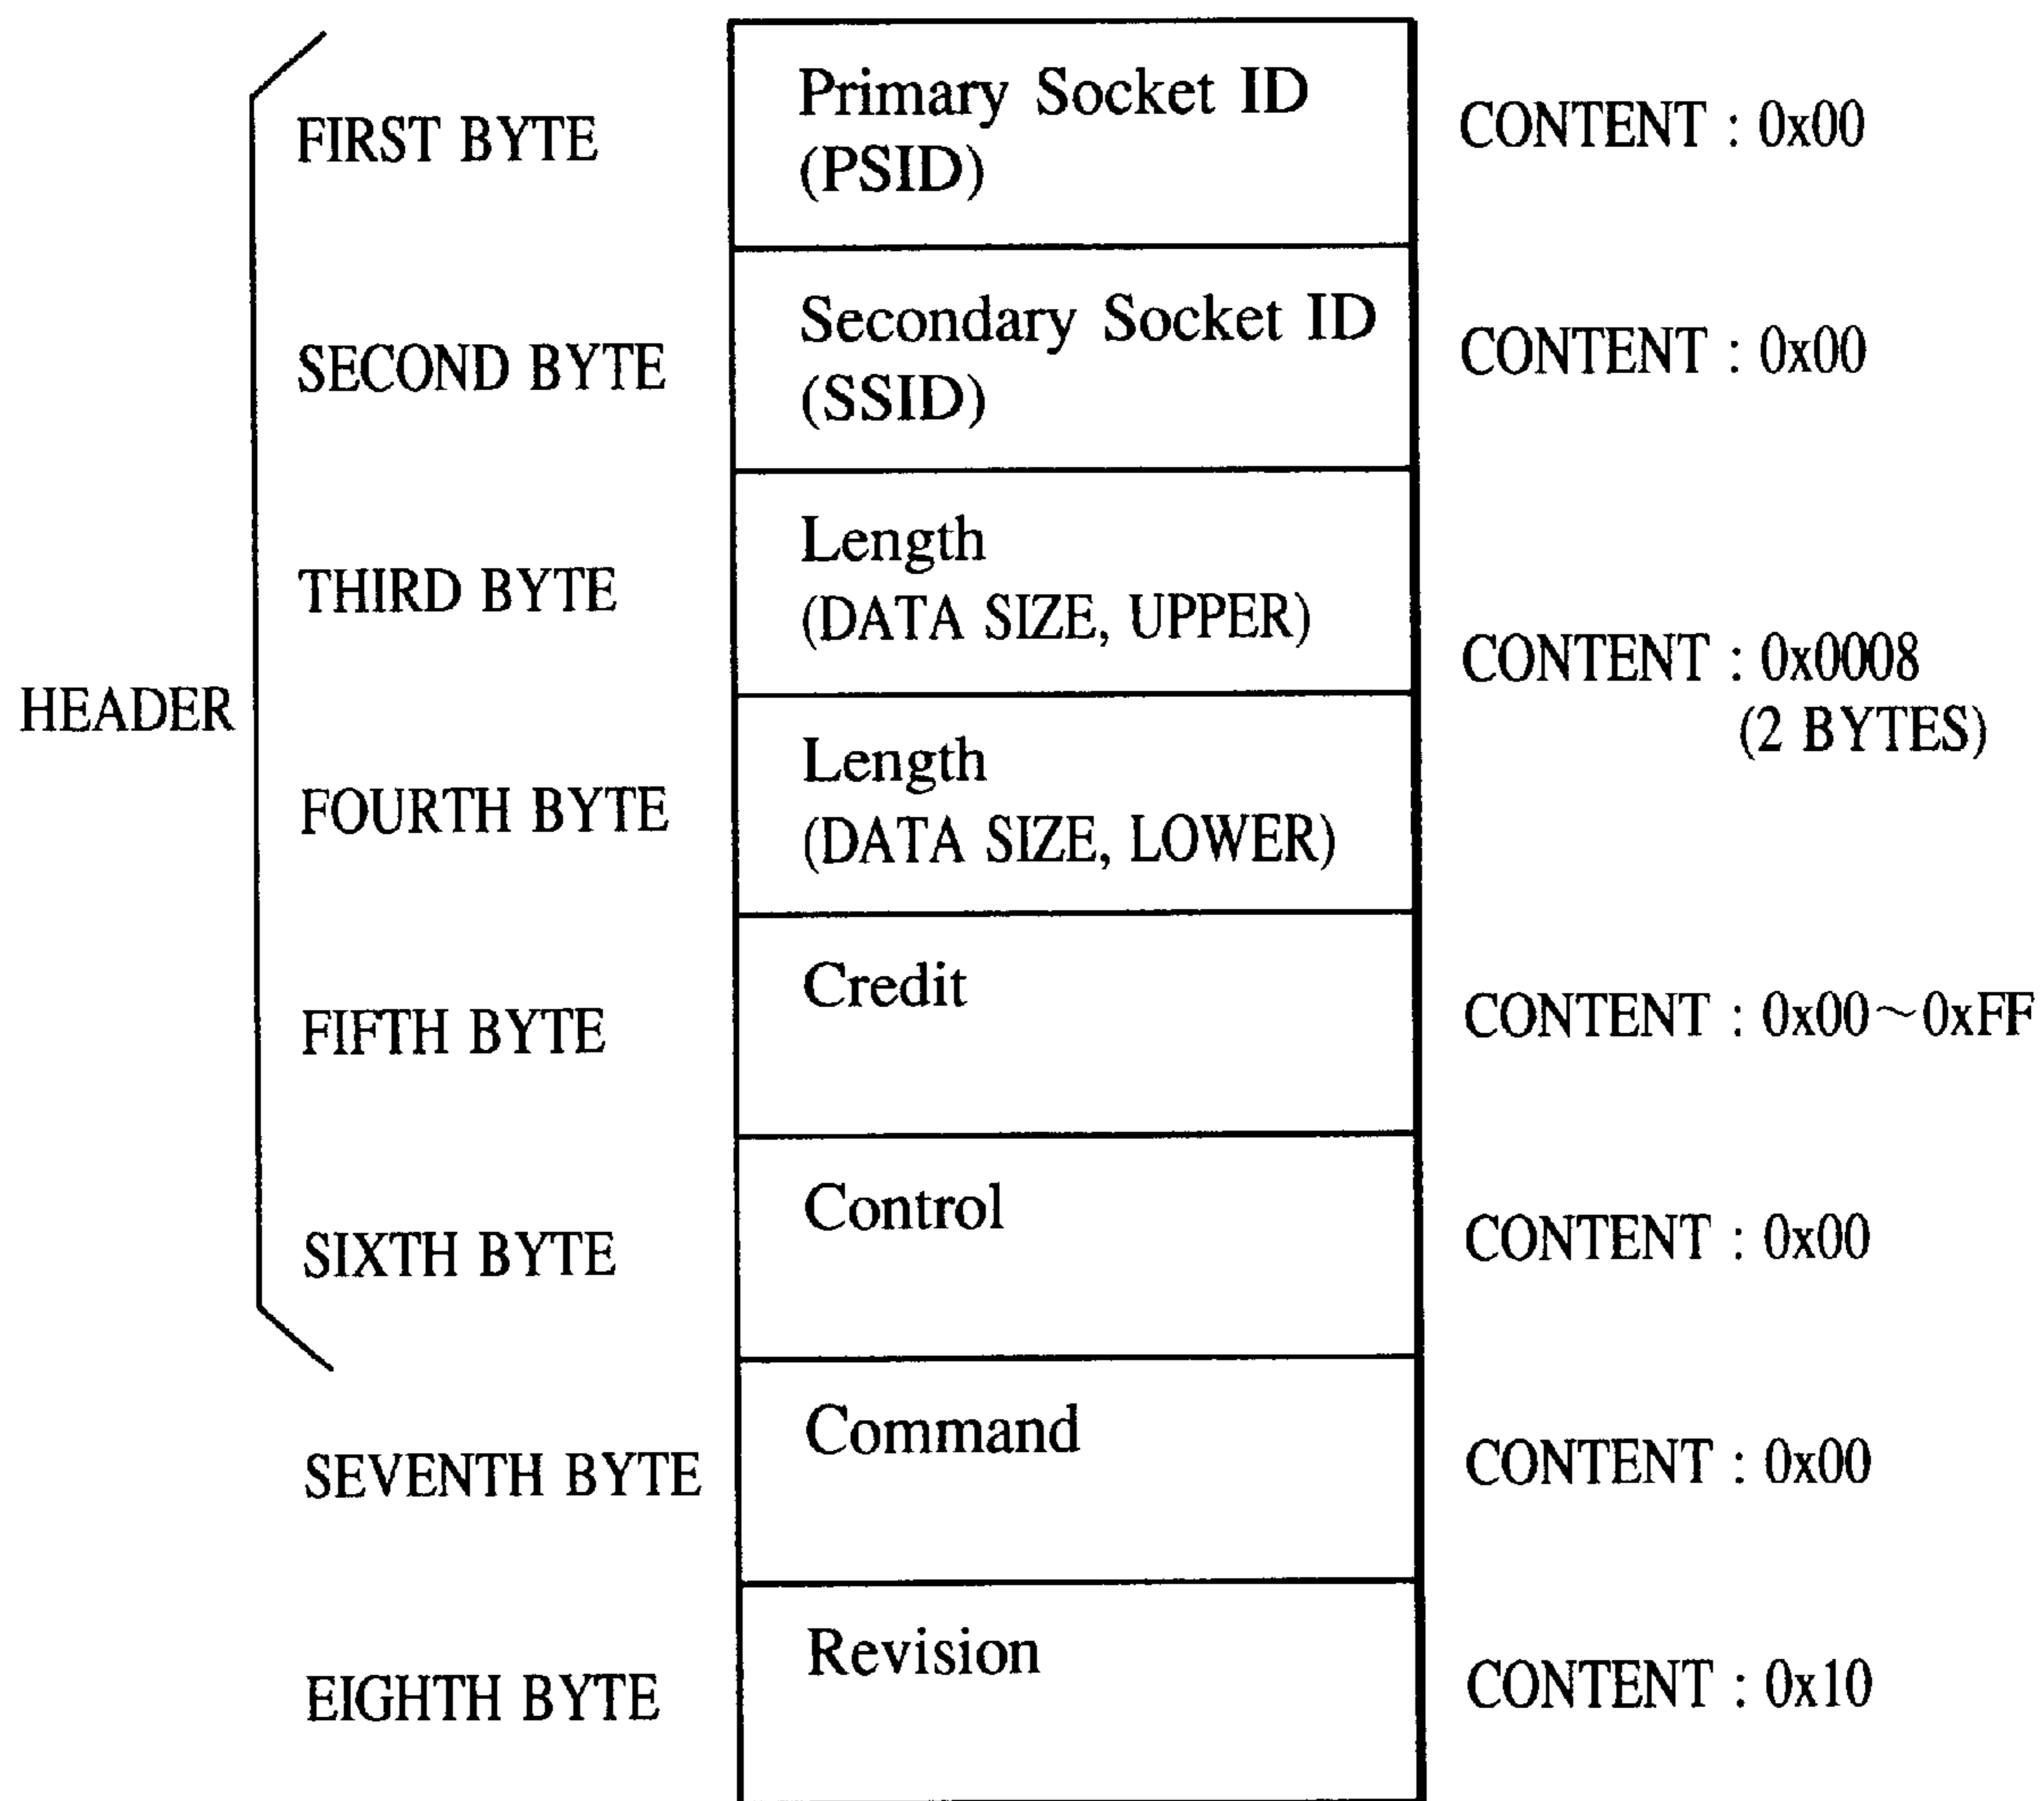 HEADER
FIRST BYTE
Primary Socket ID
(PSID)
CONTENT : 0x00
SECOND BYTE
Secondary Socket ID
(SSID)
CONTENT : 0x00
THIRD BYTE
Length
(DATA SIZE, UPPER)
CONTENT : 0x0008
(2 BYTES)
FOURTH BYTE
Length
(DATA SIZE, LOWER)
FIFTH BYTE
Credit
CONTENT : 0x00～0xFF
SIXTH BYTE
Control
CONTENT : 0x00
SEVENTH BYTE
Command
CONTENT : 0x00
EIGHTH BYTE
Revision
CONTENT : 0x10